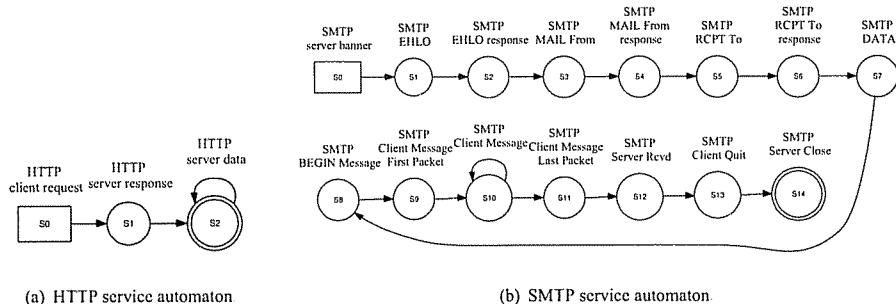 SMTP
server banner
SMTP
EHLO
SMTP
EHLO response
SMTP
MAIL From
SMTP
MAIL From
response
SMTP
RCPT To
SMTP
RCPT To
response
SMTP
DATA
S0
S1
S2
S3
S4
S5
S6
S7
HTTP
client request
HTTP
server response
HTTP
server data
S0
S1
S2
SMTP
BEGIN Message
SMTP
Client Message
First Packet
SMTP
Client Message
SMTP
Client Message
Last Packet
SMTP
Server Rcvd
SMTP
Client Quit
SMTP
Server Close
S8
S9
S10
S11
S12
S13
S14
(a) HTTP service automaton
(b) SMTP service automaton